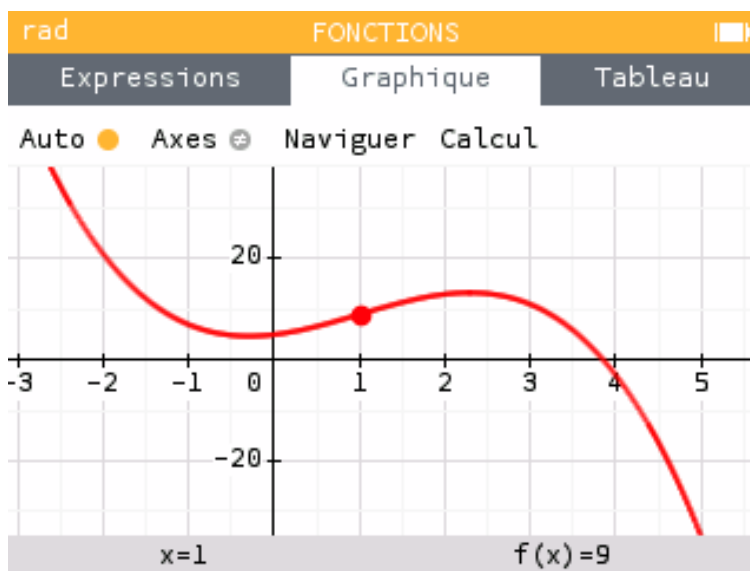 rad FONCTIONS
Expressions Graphique Tableau
Auto Axes Naviguer Calcul
20
-3 -2 -1 0 1 2 3 4 5
-20
x=1 f(x)=9